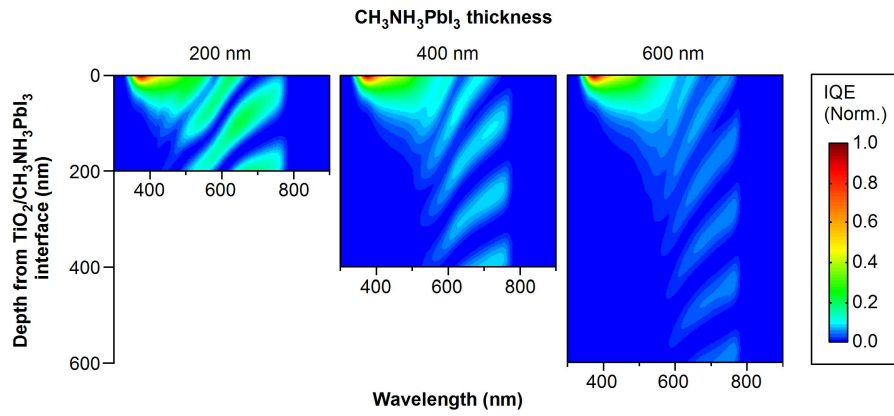 CH₃NH₃PbI₃ thickness
200 nm
400 nm
600 nm
Depth from TiO₂/CH₃NH₃PbI₃
interface (nm)
0
200
400
600
400
600
800
400
600
800
400
600
800
Wavelength (nm)
IQE
(Norm.)
1.0
0.8
0.6
0.4
0.2
0.0